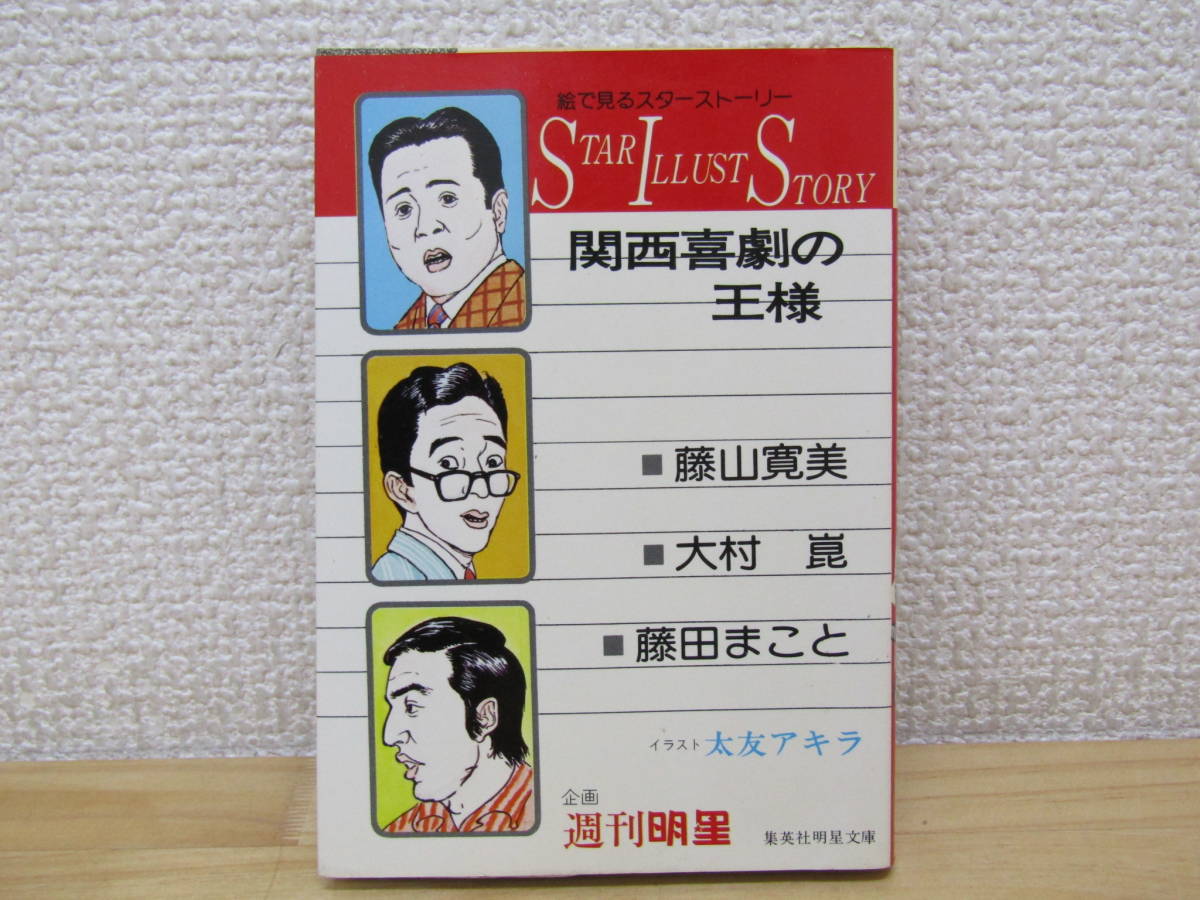 絵で見るスターストーリー
STAR ILLUST STORY
関西喜劇の
王様
■藤山寛美
■大村 崑
■藤田まこと
イラスト 太友アキラ
企画
週刊明星
集英社明星文庫